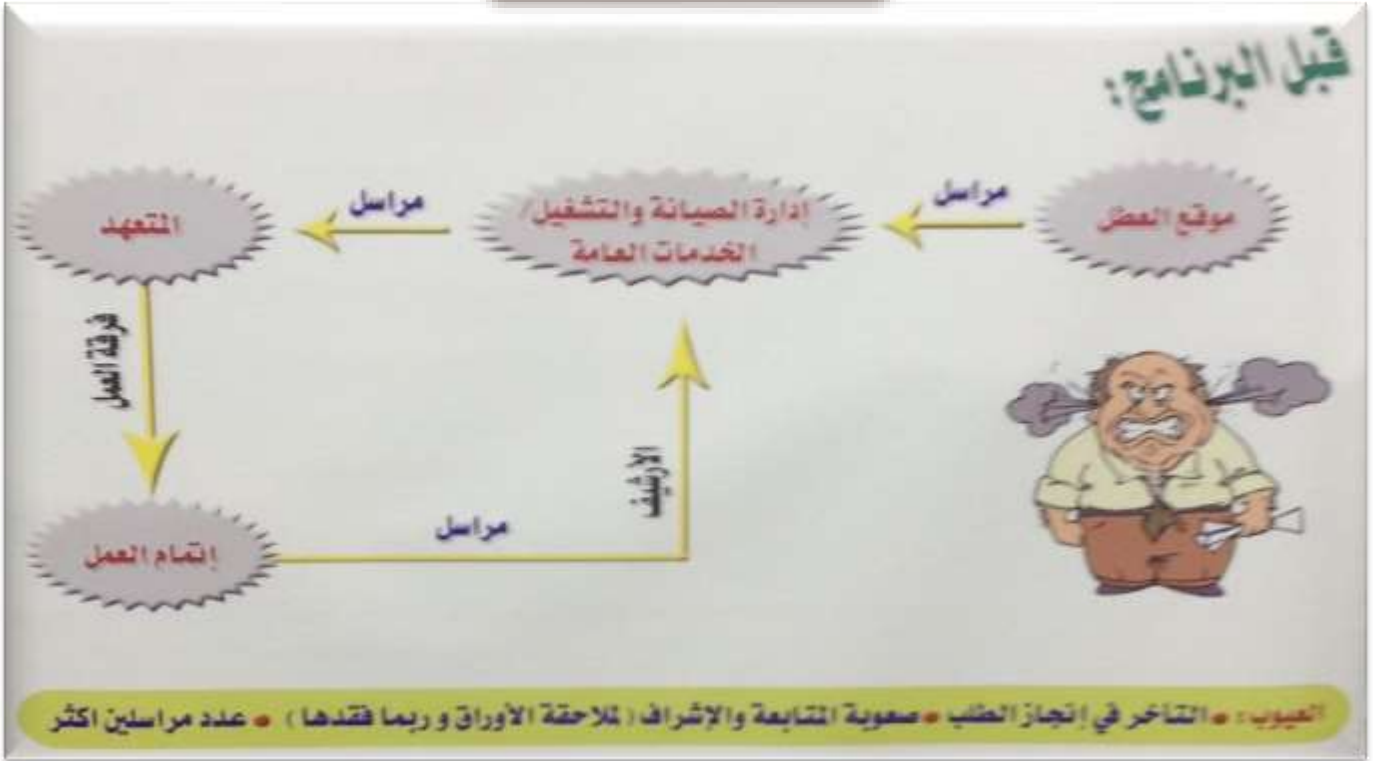 قبل البرنامج:
موقع العطل
مراسل
إدارة الصيانة والتشغيل/
الخدمات العامة
مراسل
المتعهد
فرقة العمل
إتمام العمل
مراسل
الأرشيف
العيوب: • التأخر في إنجاز الطلب • صعوبة المتابعة والإشراف ( لملاحقة الأوراق و ربما فقدها ) • عدد مراسلين اكثر